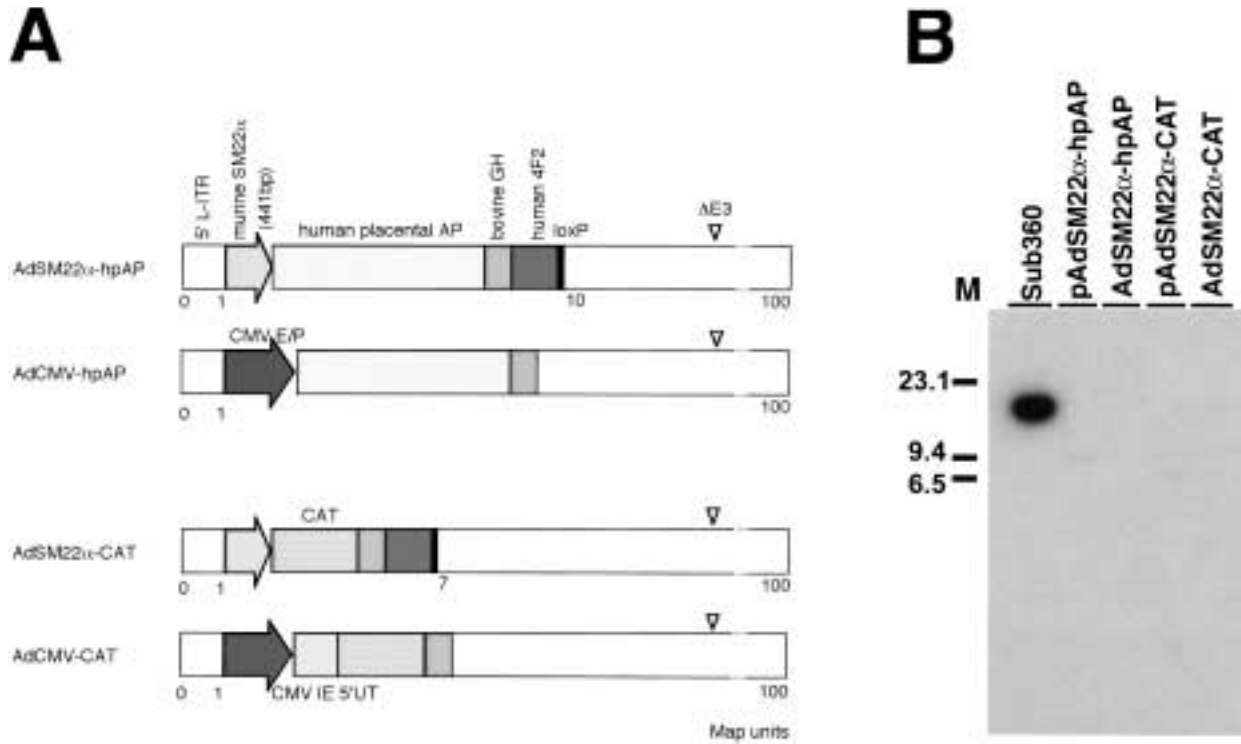 A
5' L-ITR
murine SM22α
(441bp)
human placental AP
bovine GH
human 4F2
loxP
ΔE3
AdSM22α-hpAP
0 1 10 100
CMV E/P
AdCMV-hpAP
0 1 100
CAT
AdSM22α-CAT
0 1 7 100
AdCMV-CAT
0 1 CMV IE 5'UT 100
Map units
B
M
Sub360
pAdSM22α-hpAP
AdSM22α-hpAP
pAdSM22α-CAT
AdSM22α-CAT
23.1
9.4
6.5